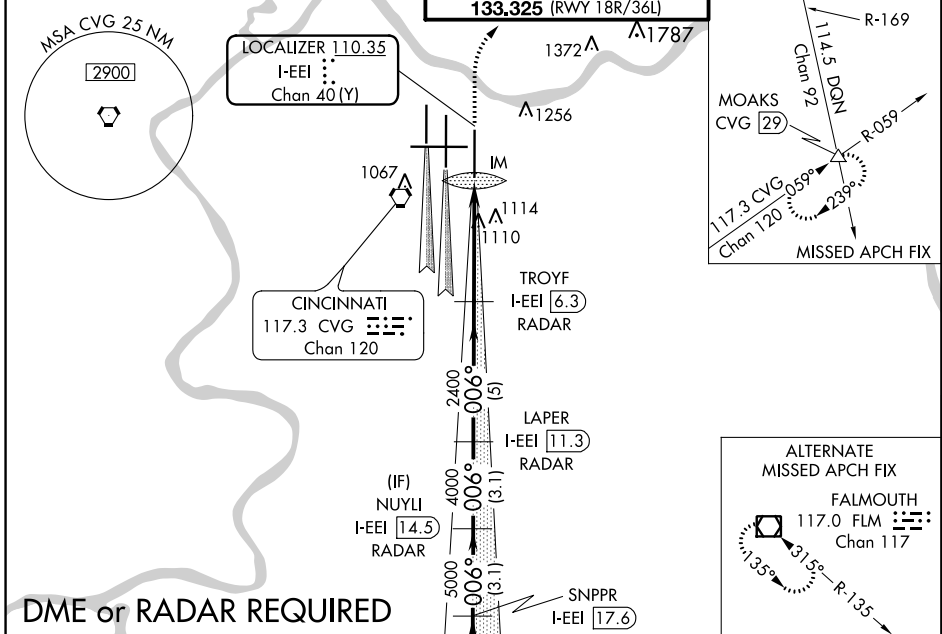 133.325 (RWY 18R/36L)
MSA CVG 25 NM
2900
LOCALIZER 110.35
I-EEI
Chan 40 (Y)
1372
1787
1256
1067
IM
1114
1110
R-169
114.5 DQN
Chan 92
MOAKS
CVG 29
R-059
059°
239°
117.3 CVG
Chan 120
MISSED APCH FIX
CINCINNATI
117.3 CVG
Chan 120
TROYF
I-EEI 6.3
RADAR
2400
006°
(5)
LAPER
I-EEI 11.3
RADAR
4000
006°
(3.1)
(IF)
NUYLI
I-EEI 14.5
RADAR
5000
006°
(3.1)
SNPPR
I-EEI 17.6
ALTERNATE
MISSED APCH FIX
FALMOUTH
117.0 FLM
Chan 117
135°
315°
R-135
DME or RADAR REQUIRED